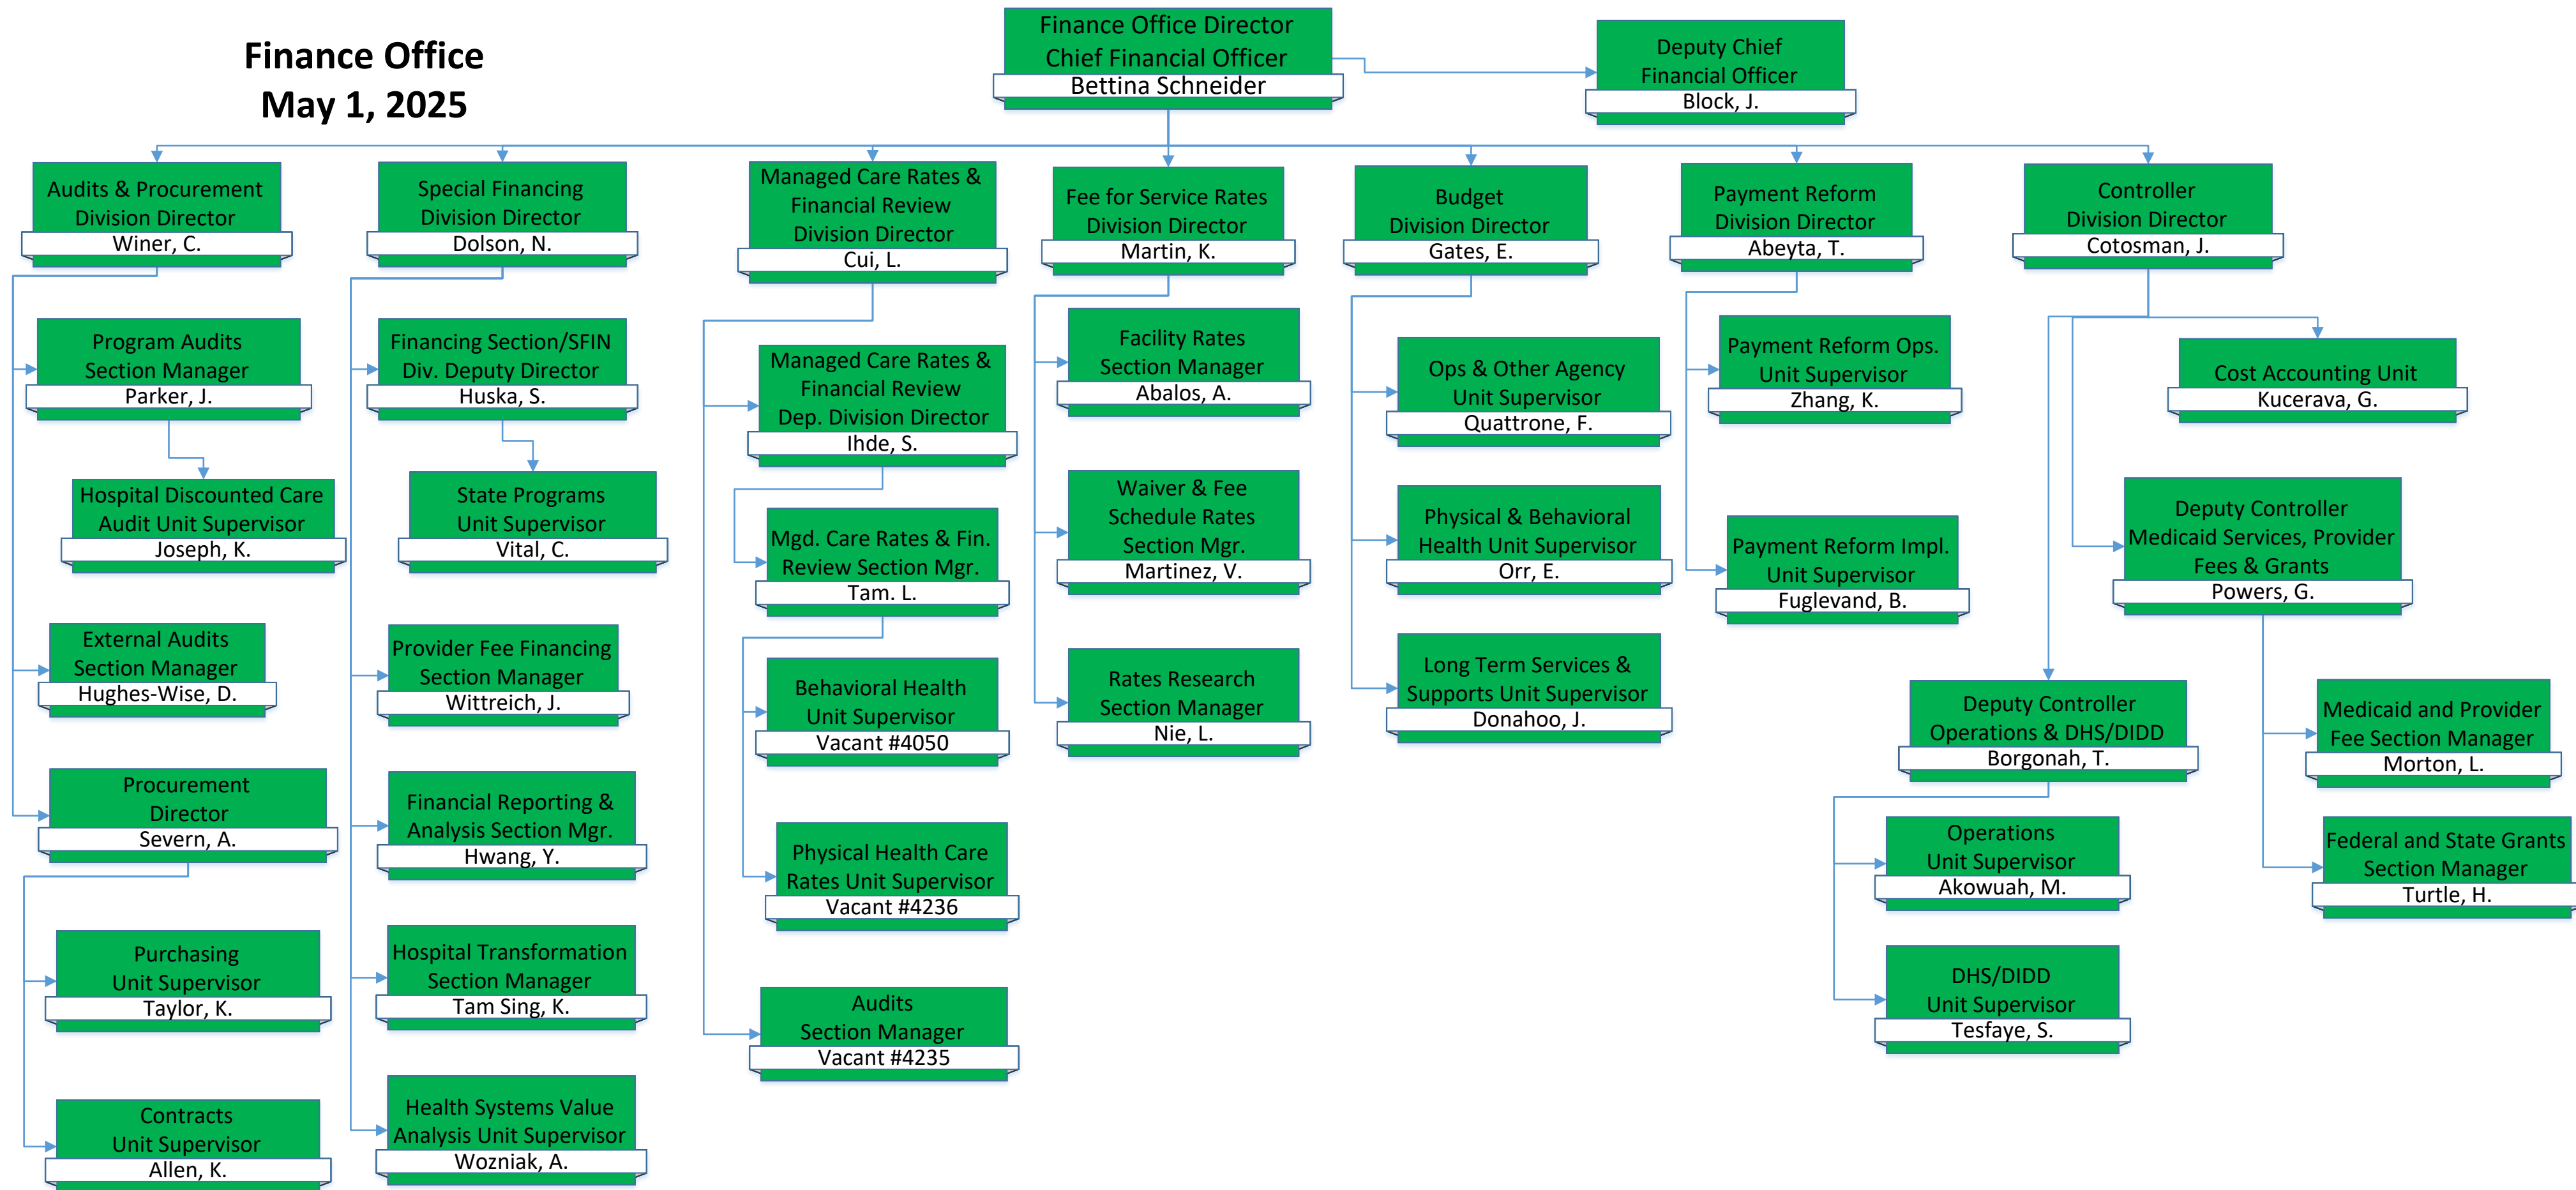 Finance Office
May 1, 2025
Finance Office Director
Chief Financial Officer
Bettina Schneider
Deputy Chief
Financial Officer
Block, J.
Audits & Procurement
Division Director
Winer, C.
Program Audits
Section Manager
Parker, J.
Hospital Discounted Care
Audit Unit Supervisor
Joseph, K.
External Audits
Section Manager
Hughes-Wise, D.
Procurement
Director
Severn, A.
Purchasing
Unit Supervisor
Taylor, K.
Contracts
Unit Supervisor
Allen, K.
Special Financing
Division Director
Dolson, N.
Financing Section/SFIN
Div. Deputy Director
Huska, S.
State Programs
Unit Supervisor
Vital, C.
Provider Fee Financing
Section Manager
Wittreich, J.
Financial Reporting &
Analysis Section Mgr.
Hwang, Y.
Hospital Transformation
Section Manager
Tam Sing, K.
Health Systems Value
Analysis Unit Supervisor
Wozniak, A.
Managed Care Rates &
Financial Review
Division Director
Cui, L.
Managed Care Rates &
Financial Review
Dep. Division Director
Ihde, S.
Mgd. Care Rates & Fin.
Review Section Mgr.
Tam. L.
Behavioral Health
Unit Supervisor
Vacant #4050
Physical Health Care
Rates Unit Supervisor
Vacant #4236
Audits
Section Manager
Vacant #4235
Fee for Service Rates
Division Director
Martin, K.
Facility Rates
Section Manager
Abalos, A.
Waiver & Fee
Schedule Rates
Section Mgr.
Martinez, V.
Rates Research
Section Manager
Nie, L.
Budget
Division Director
Gates, E.
Ops & Other Agency
Unit Supervisor
Quattrone, F.
Physical & Behavioral
Health Unit Supervisor
Orr, E.
Long Term Services &
Supports Unit Supervisor
Donahoo, J.
Payment Reform
Division Director
Abeyta, T.
Payment Reform Ops.
Unit Supervisor
Zhang, K.
Payment Reform Impl.
Unit Supervisor
Fuglevand, B.
Controller
Division Director
Cotosman, J.
Cost Accounting Unit
Kucerava, G.
Deputy Controller
Medicaid Services, Provider
Fees & Grants
Powers, G.
Medicaid and Provider
Fee Section Manager
Morton, L.
Federal and State Grants
Section Manager
Turtle, H.
Deputy Controller
Operations & DHS/DIDD
Borgonah, T.
Operations
Unit Supervisor
Akowuah, M.
DHS/DIDD
Unit Supervisor
Tesfaye, S.